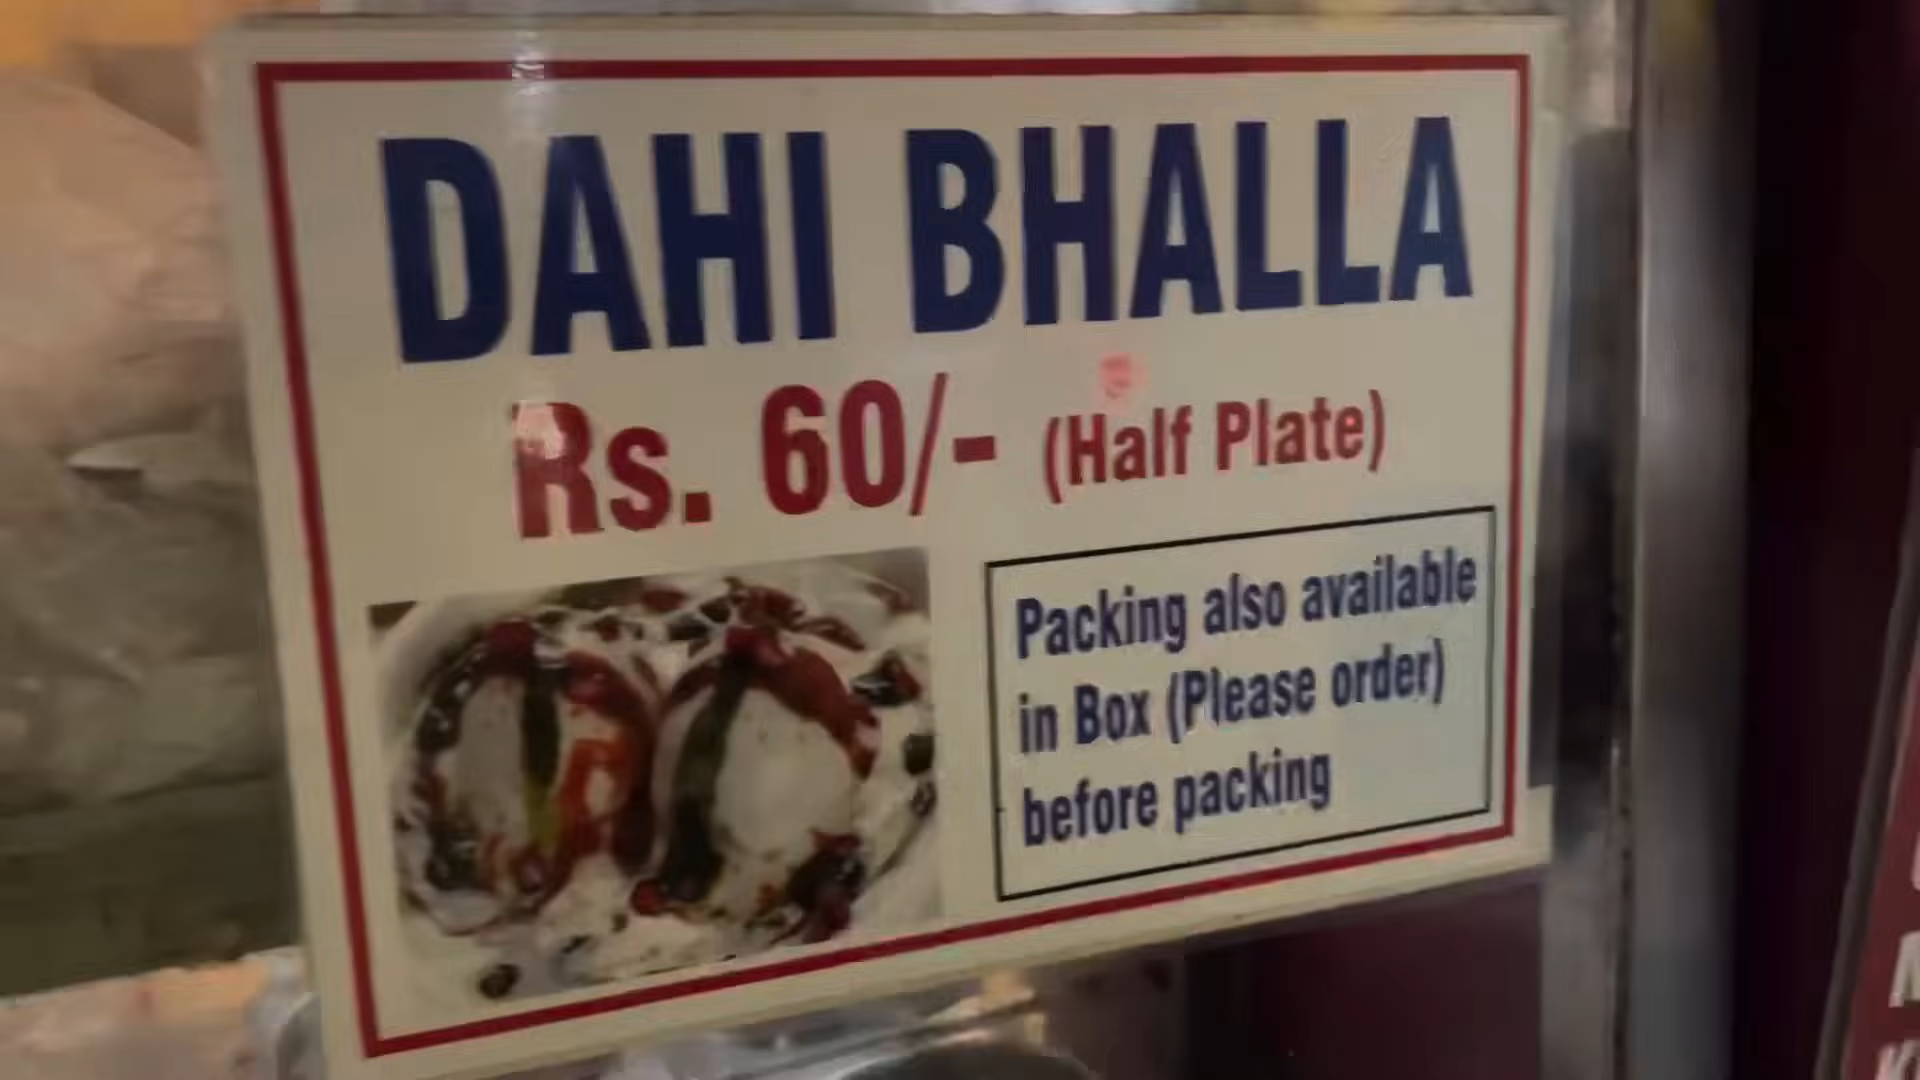 DAHI BHALLA
Rs. 60/- (Half Plate)
Packing also available
in Box (Please order)
before packing